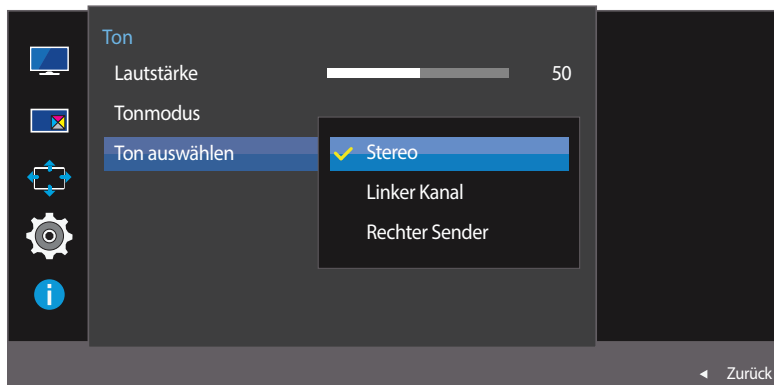 Ton
Lautstärke 50
Tonmodus
Ton auswählen
Stereo
Linker Kanal
Rechter Sender
Zurück